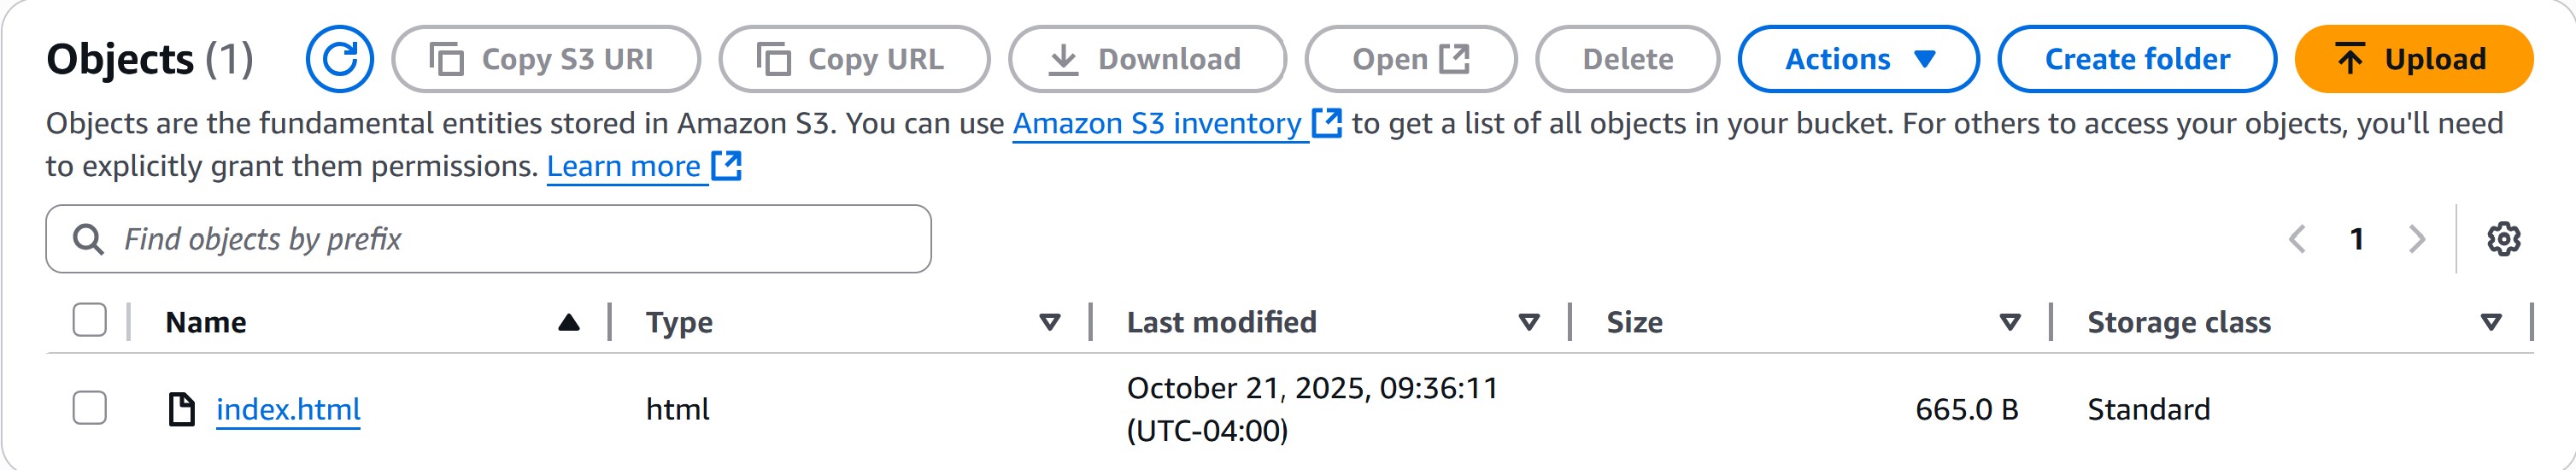 Objects (1) Copy S3 URI Copy URL Download Open Delete Actions Create folder Upload
Objects are the fundamental entities stored in Amazon S3. You can use Amazon S3 inventory to get a list of all objects in your bucket. For others to access your objects, you'll need
to explicitly grant them permissions. Learn more
Find objects by prefix 1
Name Type Last modified Size Storage class
index.html html October 21, 2025, 09:36:11 665.0 B Standard
(UTC-04:00)